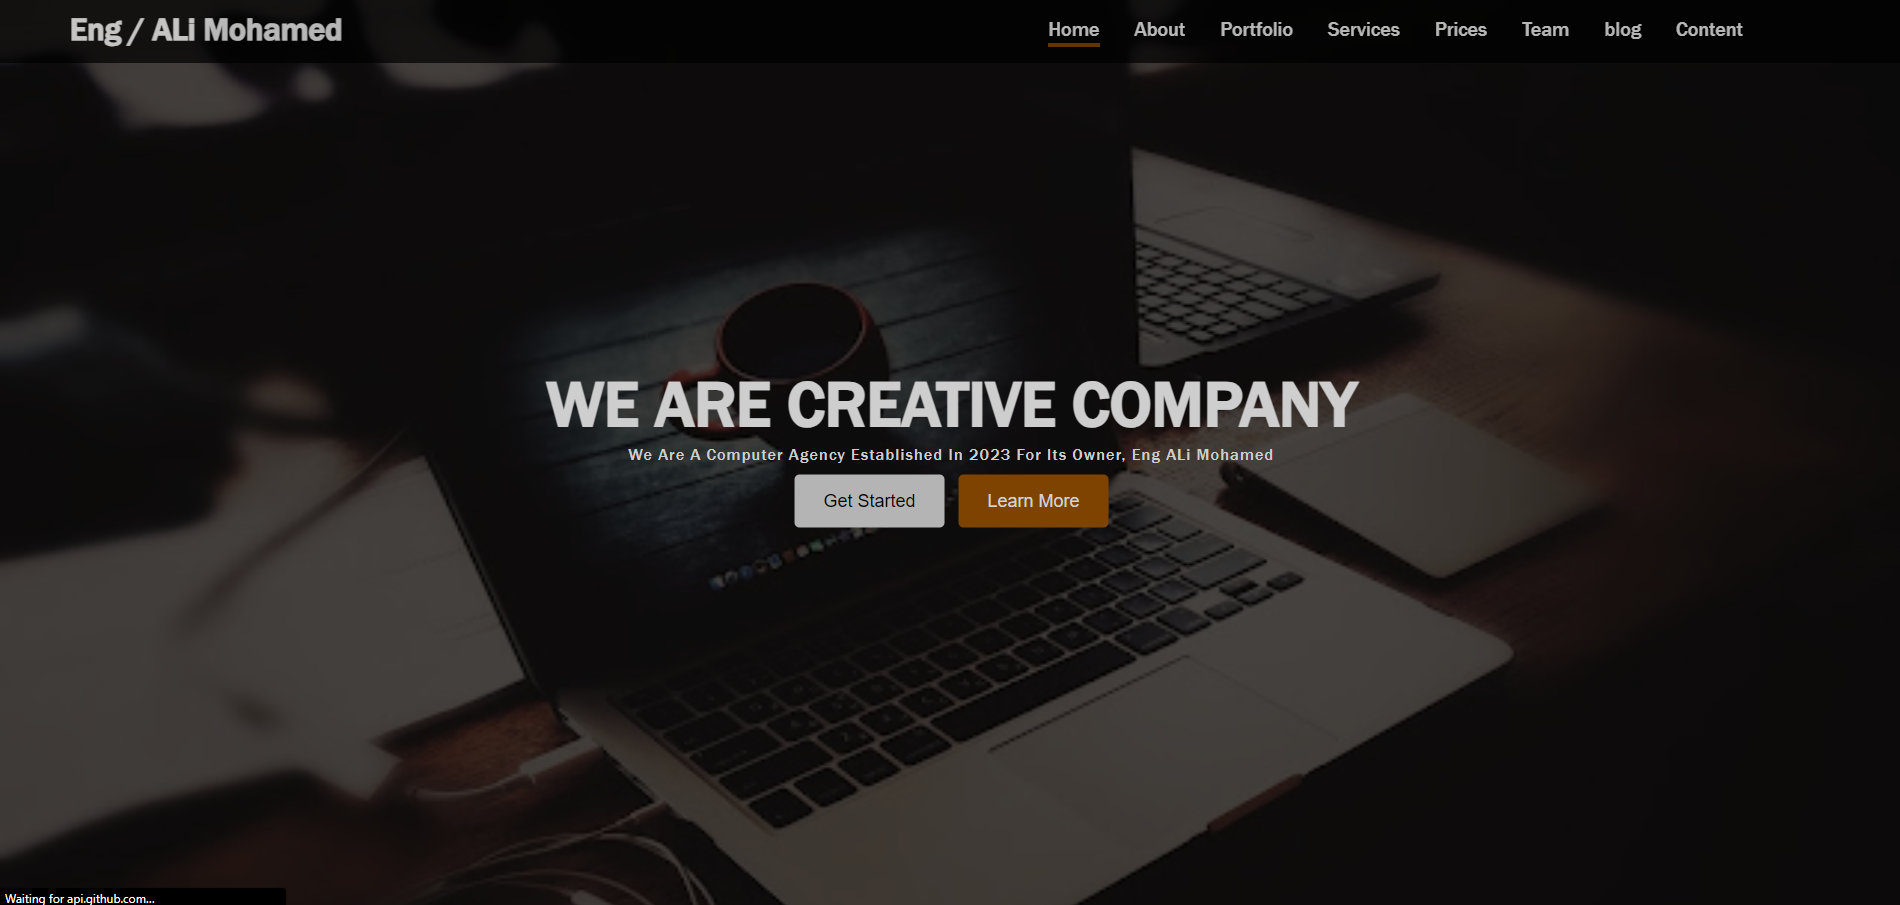 Eng / ALi Mohamed
Home About Portfolio Services Prices Team blog Content
WE ARE CREATIVE COMPANY
We Are A Computer Agency Established In 2023 For Its Owner, Eng ALi Mohamed
Get Started Learn More
Waiting for api.github.com...